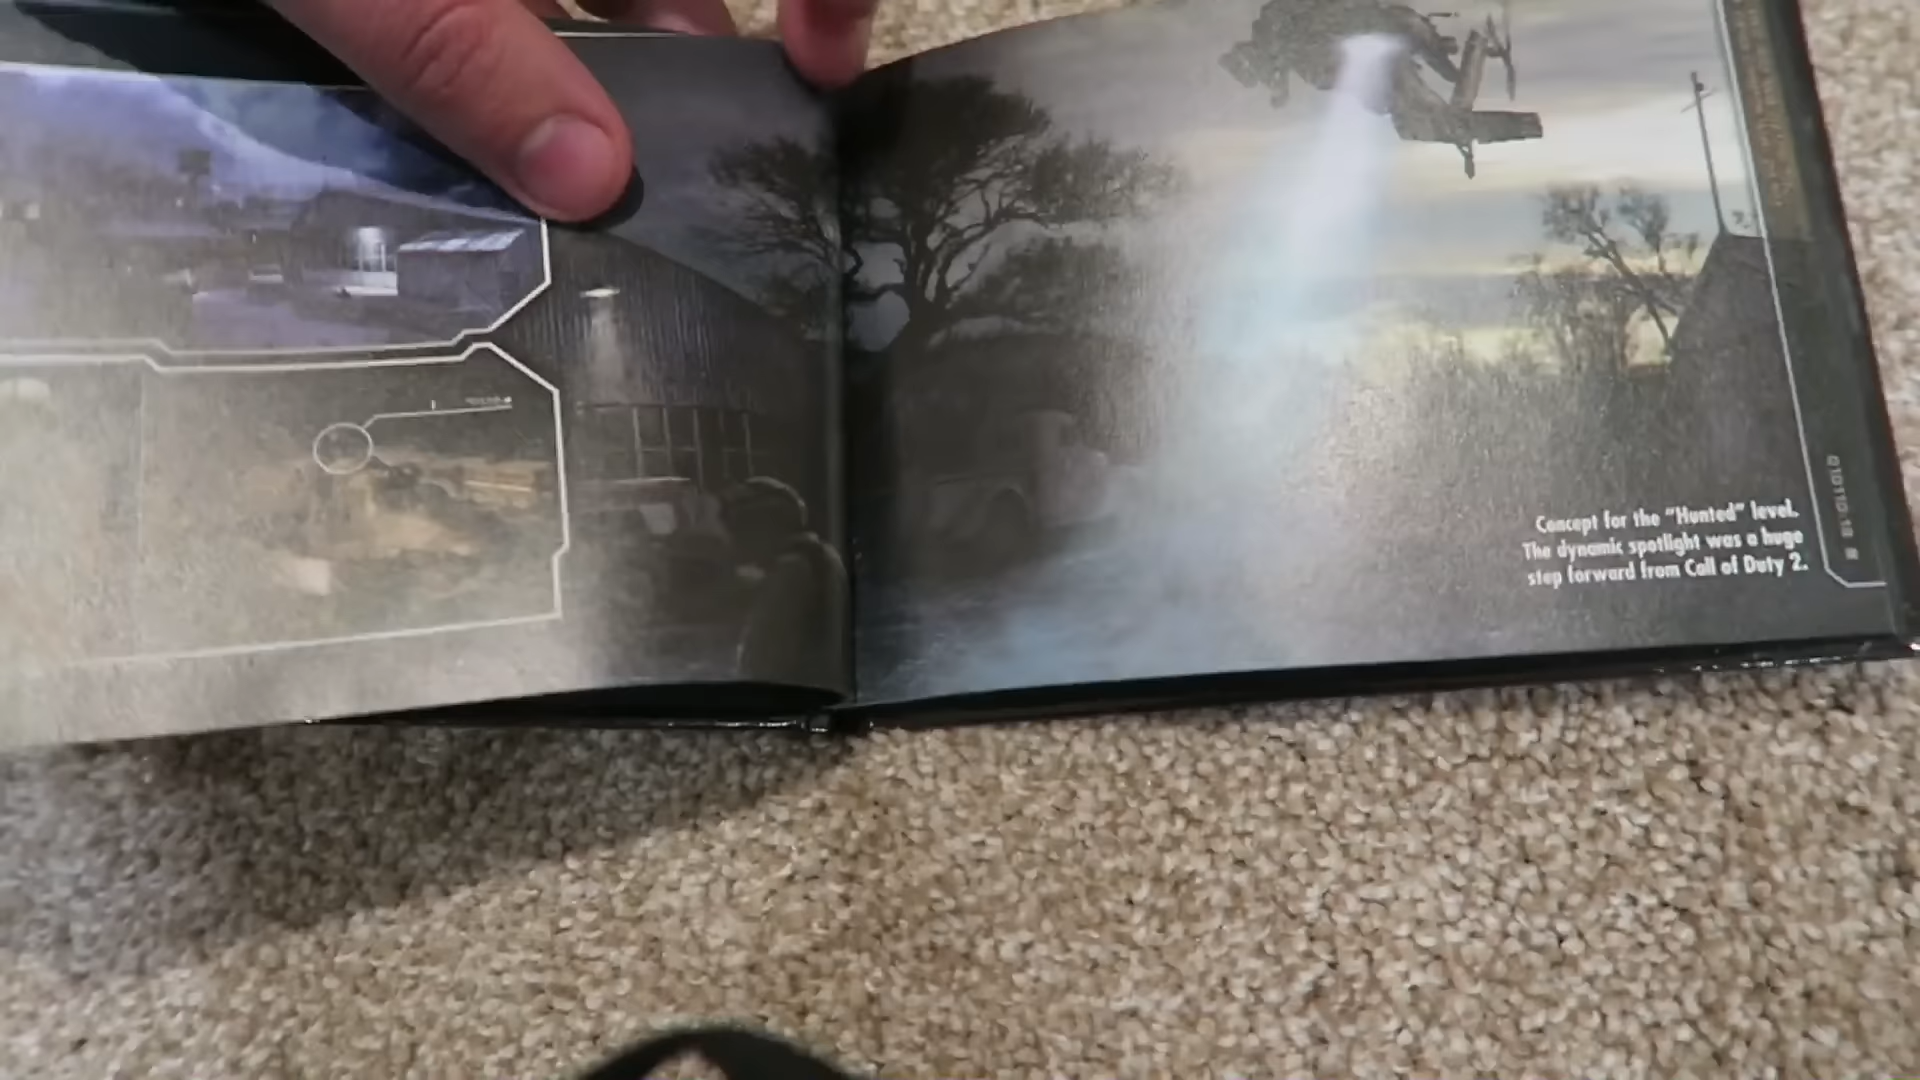 Concept for the "Hunted" level.
The dynamic spotlight was a huge
step forward from Call of Duty 2.